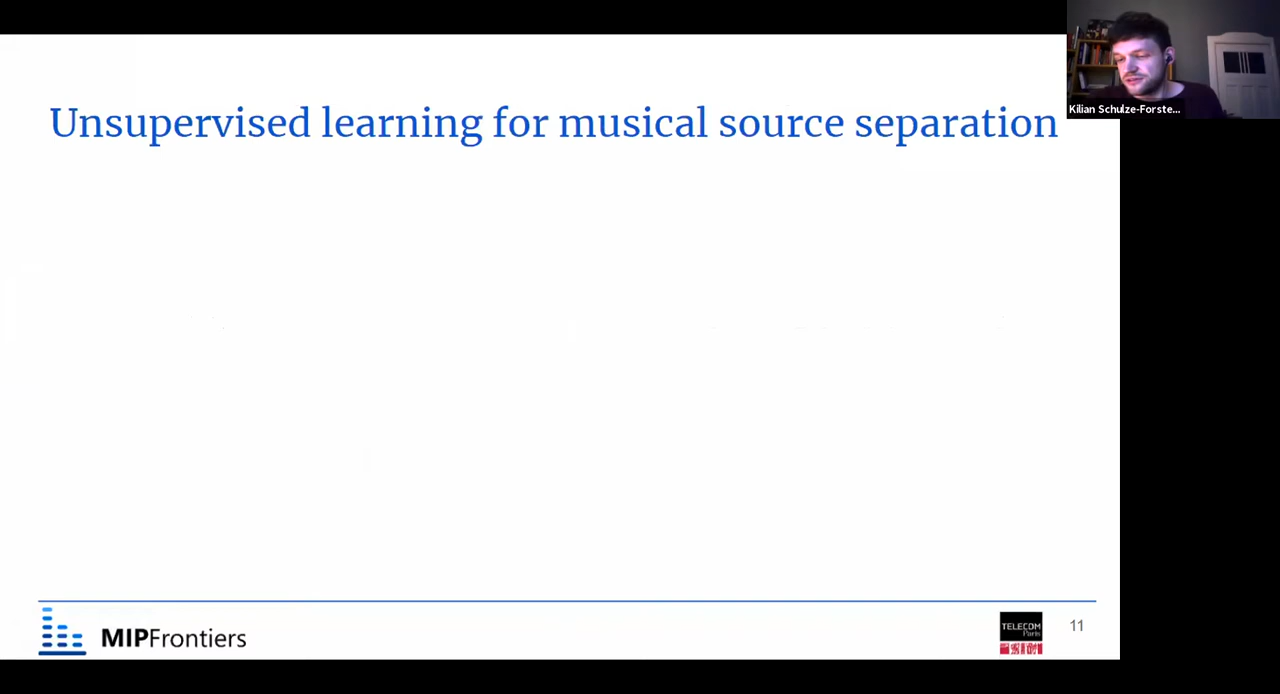 Unsupervised learning for musical source separation
Kilian Schulze-Forste...
MIPFrontiers
TELECOM
Paris
11